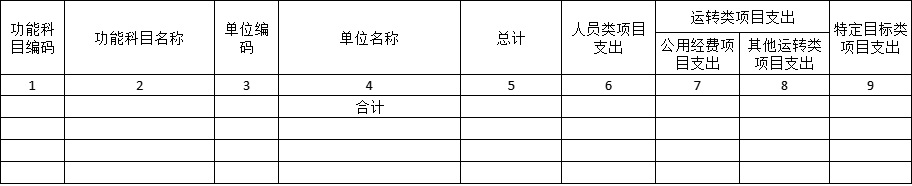 功能科
目编码
功能科目名称
单位编
码
单位名称
总计
人员类项目
支出
运转类项目支出
公用经费项
目支出
其他运转类
项目支出
特定目标类
项目支出
1 2 3 4 5 6 7 8 9
合计